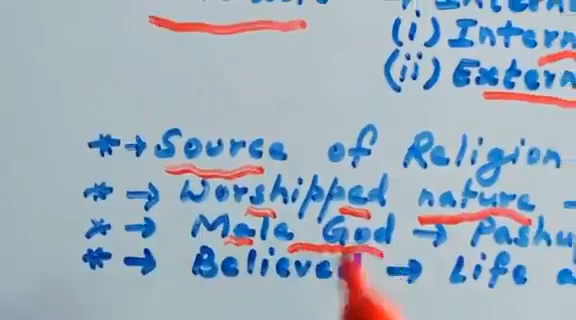 (i) Intern
(ii) Extern
*→ Source of Religion
*→ Worshipped nature –
*→ Male God → Pashu
*→ Believe → Life a